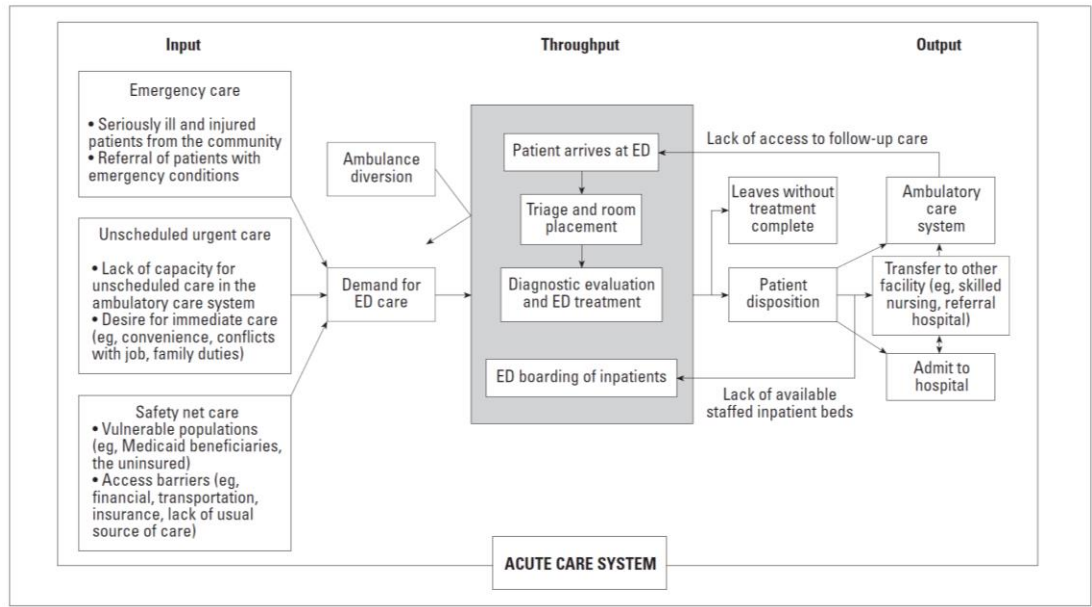 Input
Throughput
Output
Emergency care
• Seriously ill and injured
patients from the community
• Referral of patients with
emergency conditions
Unscheduled urgent care
• Lack of capacity for
unscheduled care in the
ambulatory care system
• Desire for immediate care
(eg, convenience, conflicts
with job, family duties)
Safety net care
• Vulnerable populations
(eg, Medicaid beneficiaries,
the uninsured)
• Access barriers (eg,
financial, transportation,
insurance, lack of usual
source of care)
Ambulance
diversion
Demand for
ED care
Patient arrives at ED
Triage and room
placement
Diagnostic evaluation
and ED treatment
ED boarding of inpatients
Lack of access to follow-up care
Leaves without
treatment
complete
Patient
disposition
Lack of available
staffed inpatient beds
Ambulatory
care
system
Transfer to other
facility (eg, skilled
nursing, referral
hospital)
Admit to
hospital
ACUTE CARE SYSTEM